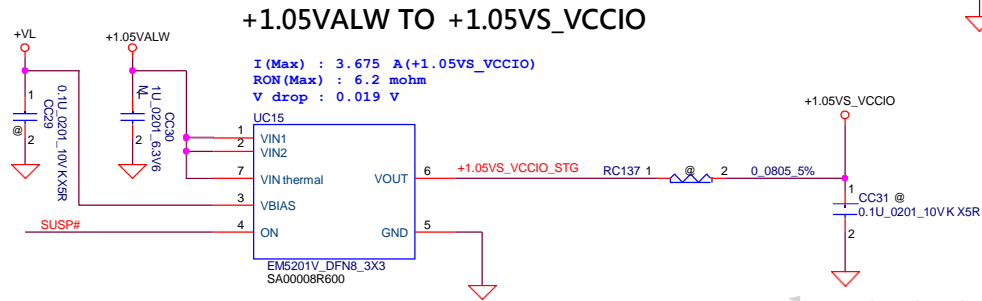 +1.05VALW TO +1.05VS_VCCIO
+VL
+1.05VALW
I(Max) : 3.675 A(+1.05VS_VCCIO)
RON(Max) : 6.2 mohm
V drop : 0.019 V
1
2
@
0.1U_0201_10V K X5R
CC29
1
2
1U_0201_6.3V6
M
CC30
UC15
1
VIN1
2
VIN2
7
VIN thermal
3
VBIAS
4
ON
VOUT
6
GND
5
SUSP#
EM5201V_DFN8_3X3
SA00008R600
+1.05VS_VCCIO_STG
RC137 1
@
2
0_0805_5%
+1.05VS_VCCIO
1
CC31 @
0.1U_0201_10V K X5R
2